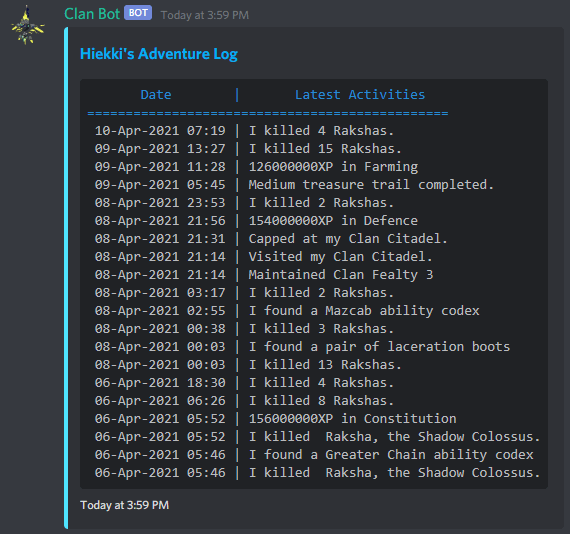 Clan Bot BOT Today at 3:59 PM
Hiekki's Adventure Log
Date | Latest Activities
===============================================
10-Apr-2021 07:19 | I killed 4 Rakshas.
09-Apr-2021 13:27 | I killed 15 Rakshas.
09-Apr-2021 11:28 | 126000000XP in Farming
09-Apr-2021 05:45 | Medium treasure trail completed.
08-Apr-2021 23:53 | I killed 2 Rakshas.
08-Apr-2021 21:56 | 154000000XP in Defence
08-Apr-2021 21:31 | Capped at my Clan Citadel.
08-Apr-2021 21:14 | Visited my Clan Citadel.
08-Apr-2021 21:14 | Maintained Clan Fealty 3
08-Apr-2021 03:17 | I killed 2 Rakshas.
08-Apr-2021 02:55 | I found a Mazcab ability codex
08-Apr-2021 00:38 | I killed 3 Rakshas.
08-Apr-2021 00:03 | I found a pair of laceration boots
08-Apr-2021 00:03 | I killed 13 Rakshas.
06-Apr-2021 18:30 | I killed 4 Rakshas.
06-Apr-2021 06:26 | I killed 8 Rakshas.
06-Apr-2021 05:52 | 156000000XP in Constitution
06-Apr-2021 05:52 | I killed  Raksha, the Shadow Colossus.
06-Apr-2021 05:46 | I found a Greater Chain ability codex
06-Apr-2021 05:46 | I killed  Raksha, the Shadow Colossus.
Today at 3:59 PM